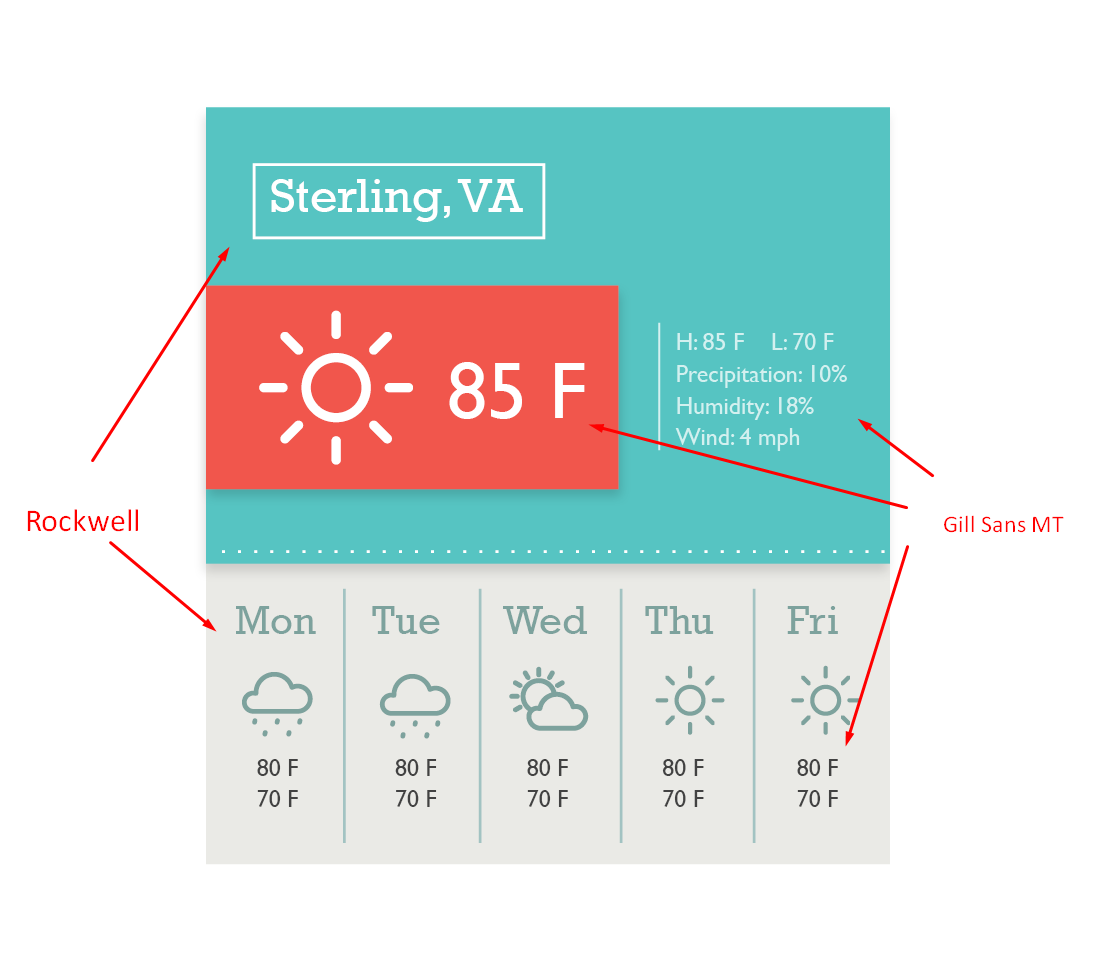 Sterling, VA
85 F
H: 85 F L: 70 F
Precipitation: 10%
Humidity: 18%
Wind: 4 mph
Rockwell
Gill Sans MT
Mon Tue Wed Thu Fri
80 F 80 F 80 F 80 F 80 F
70 F 70 F 70 F 70 F 70 F